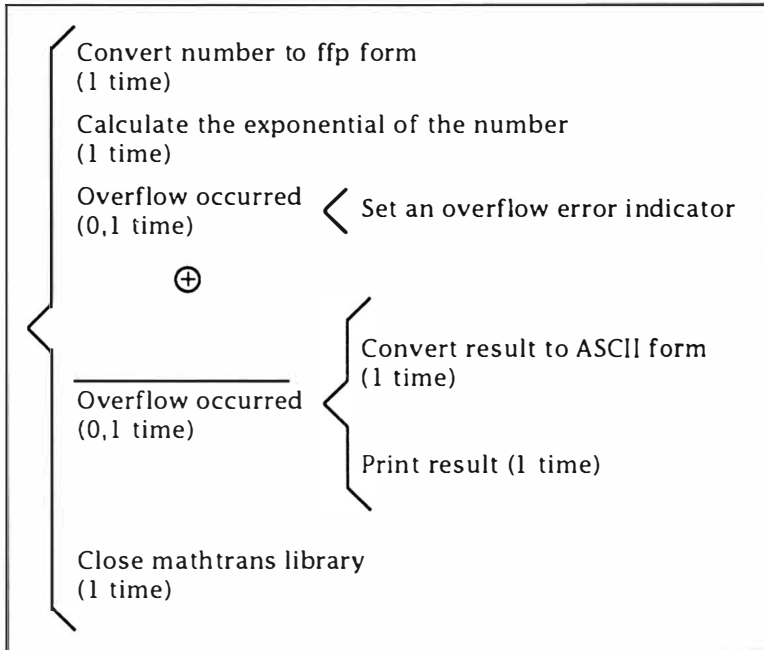 Convert number to ffp form
(1 time)
Calculate the exponential of the number
(1 time)
Overflow occurred
(0,1 time)
Set an overflow error indicator
⊕
Overflow occurred
(0,1 time)
Convert result to ASCII form
(1 time)
Print result (1 time)
Close mathtrans library
(1 time)